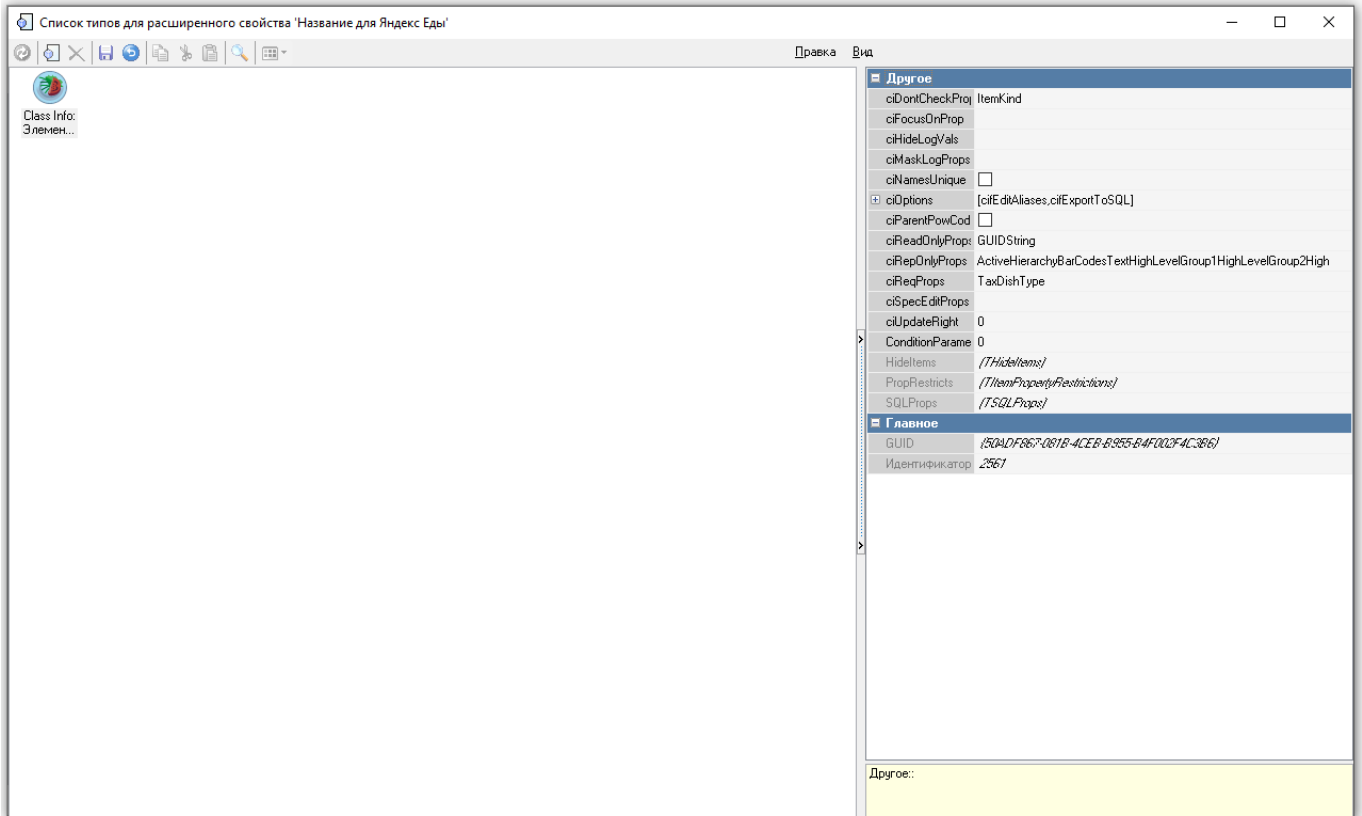 Список типов для расширенного свойства 'Название для Яндекс Еды'
Правка Вид
Class Info:
Элемен...
Другое
ciDontCheckProp ItemKind
ciFocusOnProp
ciHideLogVals
ciMaskLogProps
ciNamesUnique
ciOptions [cifEditAliases,cifExportToSQL]
ciParentPowCod
ciReadOnlyProps GUIDString
ciRepOnlyProps ActiveHierarchyBarCodesTextHighLevelGroup1HighLevelGroup2High
ciReqProps TaxDishType
ciSpecEditProps
ciUpdateRight 0
ConditionParame 0
HideItems (THideItems)
PropRestricts (TItemPropertyRestrictions)
SQLProps (TSQLProps)
Главное
GUID {50ADF867-081B-4CEB-B955-B4F002F4C3B6}
Идентификатор 2561
Другое::